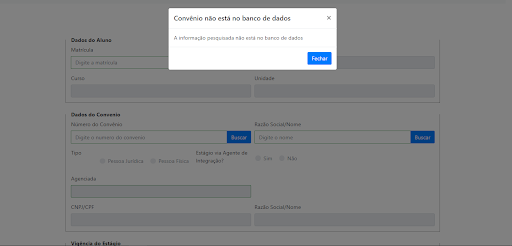 Convênio não está no banco de dados ×
A informação pesquisada não está no banco de dados
Fechar
Dados do Aluno
Matrícula
Digite a matrícula
Curso Unidade
Dados do Convenio
Número do Convênio Razão Social/Nome
Digite o número do convenio Buscar Digite o nome Buscar
Tipo Pessoa Jurídica Pessoa Física Estágio via Agente de Integração? Sim Não
Agenciada
CNPJ/CPF Razão Social/Nome
Vigência do Estágio